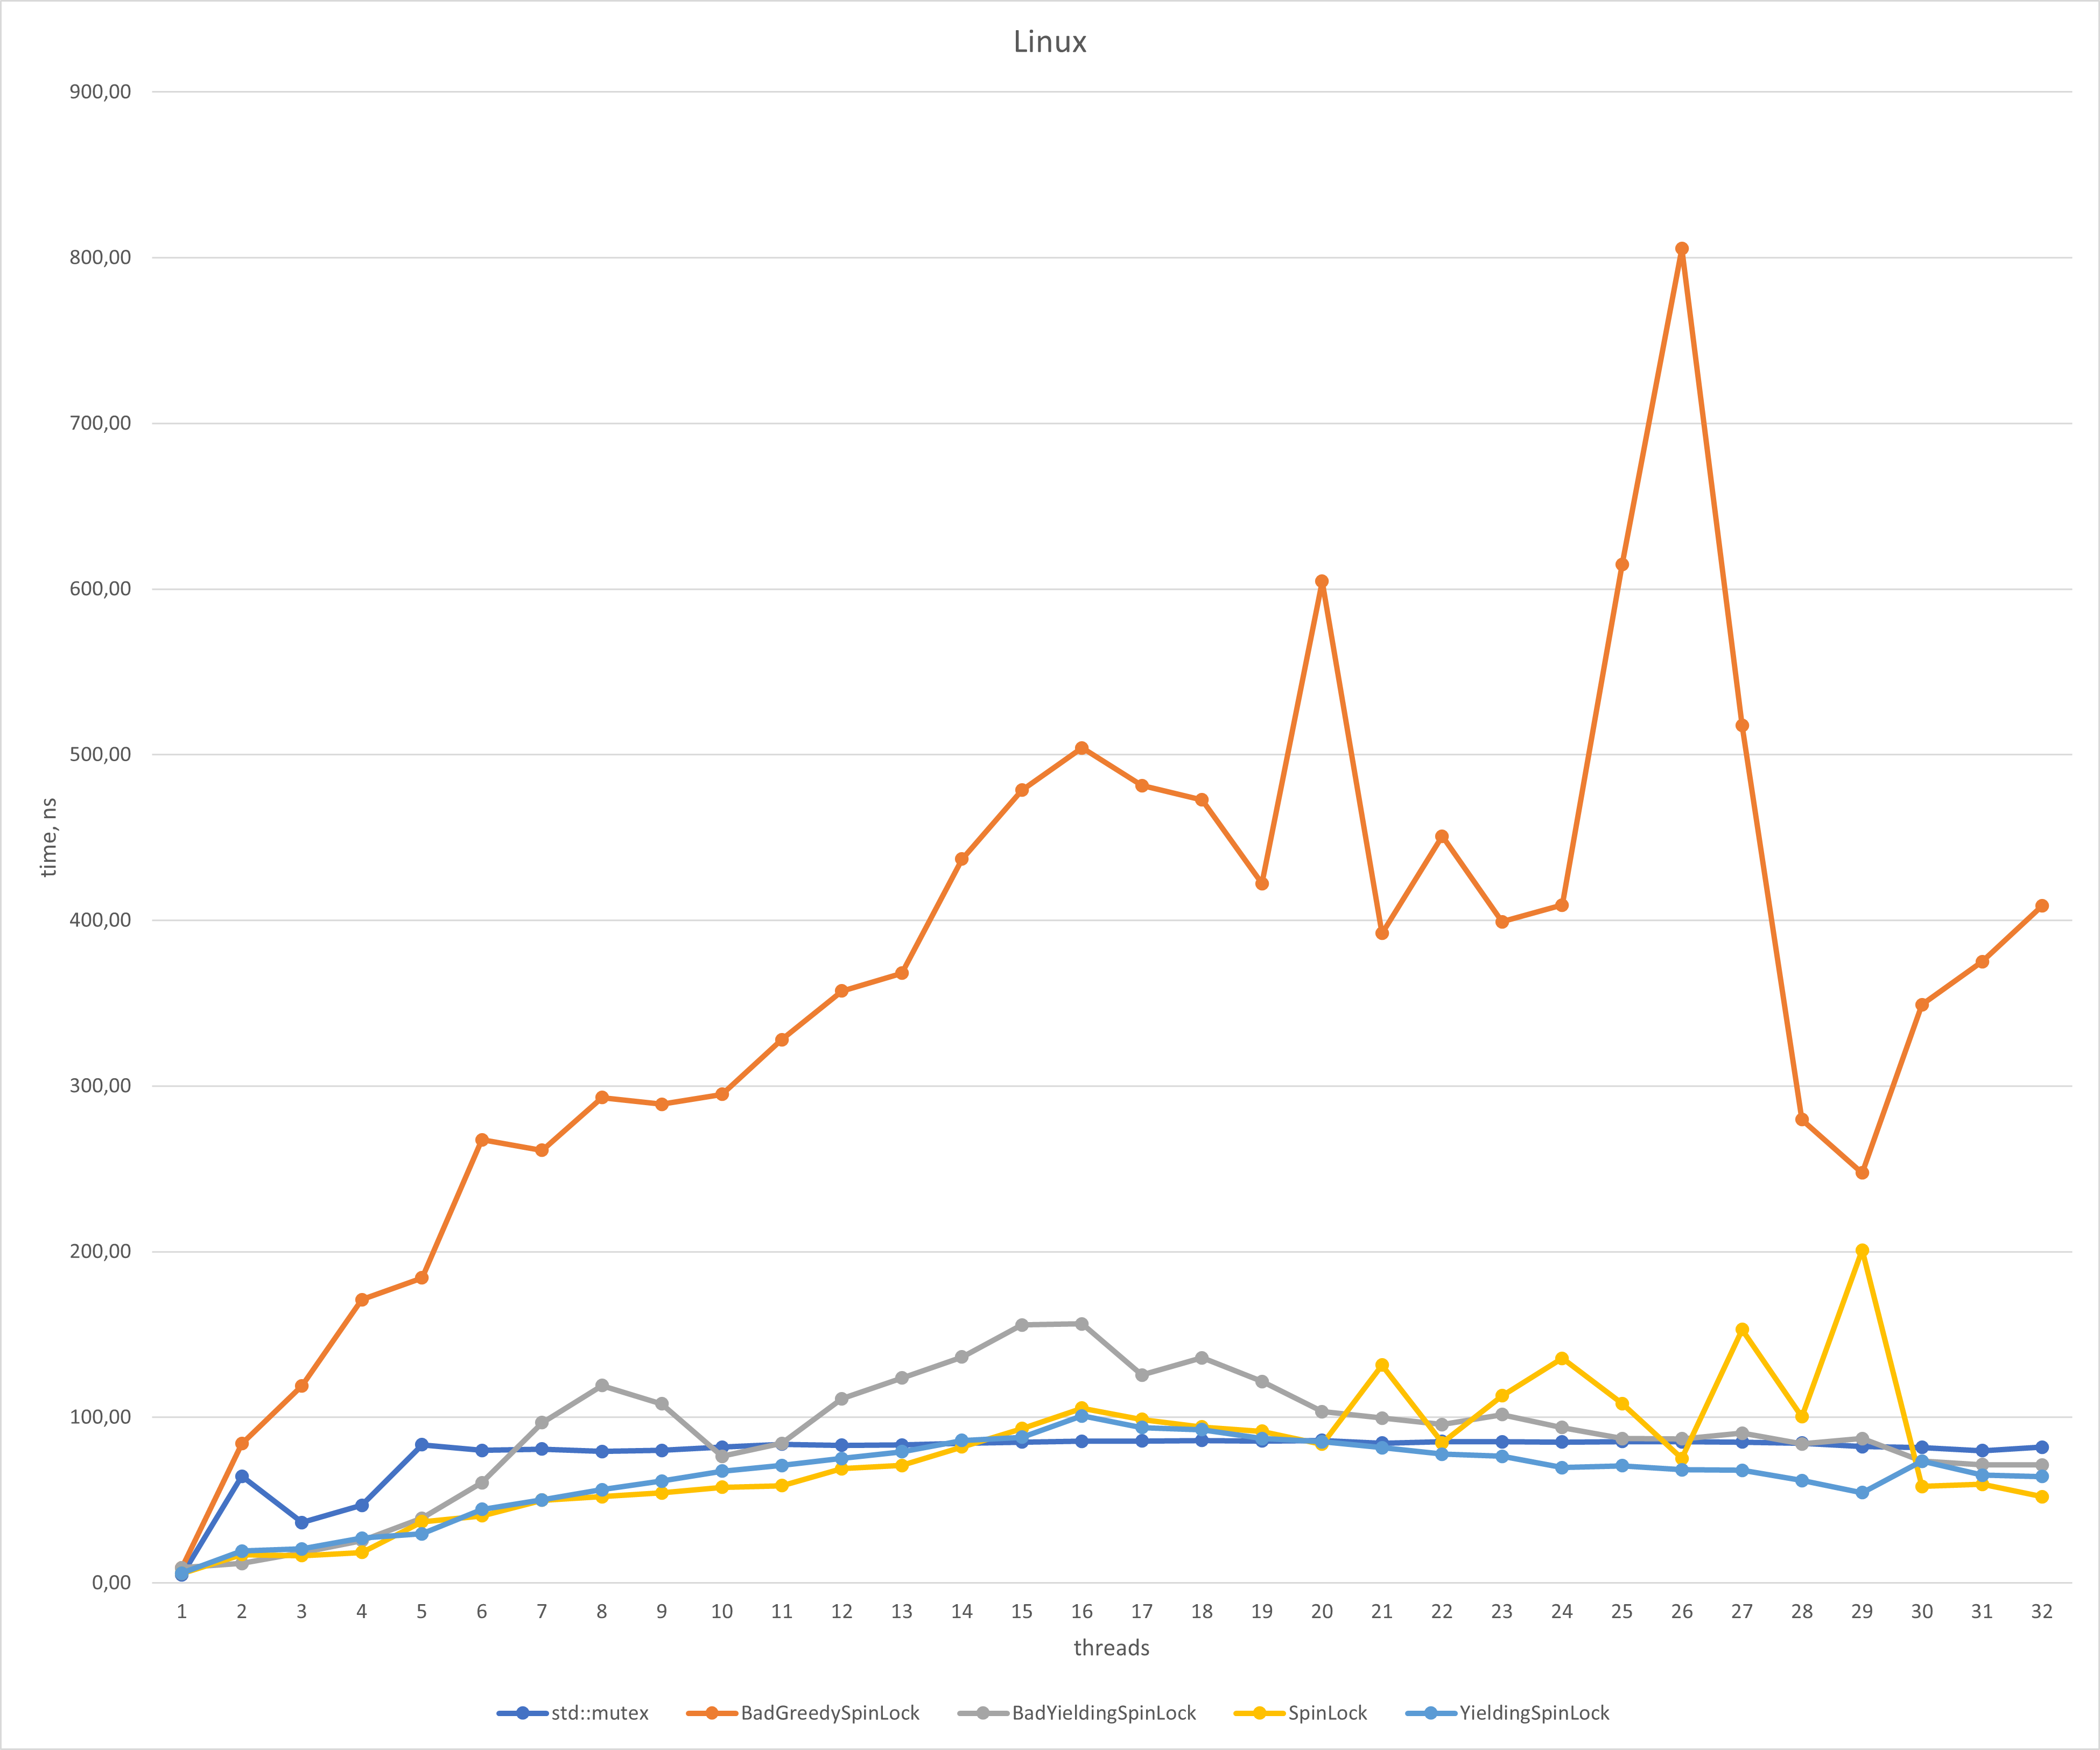 Linux
900,00
800,00
700,00
600,00
500,00
400,00
300,00
200,00
100,00
0,00
time, ns
1 2 3 4 5 6 7 8 9 10 11 12 13 14 15 16 17 18 19 20 21 22 23 24 25 26 27 28 29 30 31 32
threads
std::mutex BadGreedySpinLock BadYieldingSpinLock SpinLock YieldingSpinLock